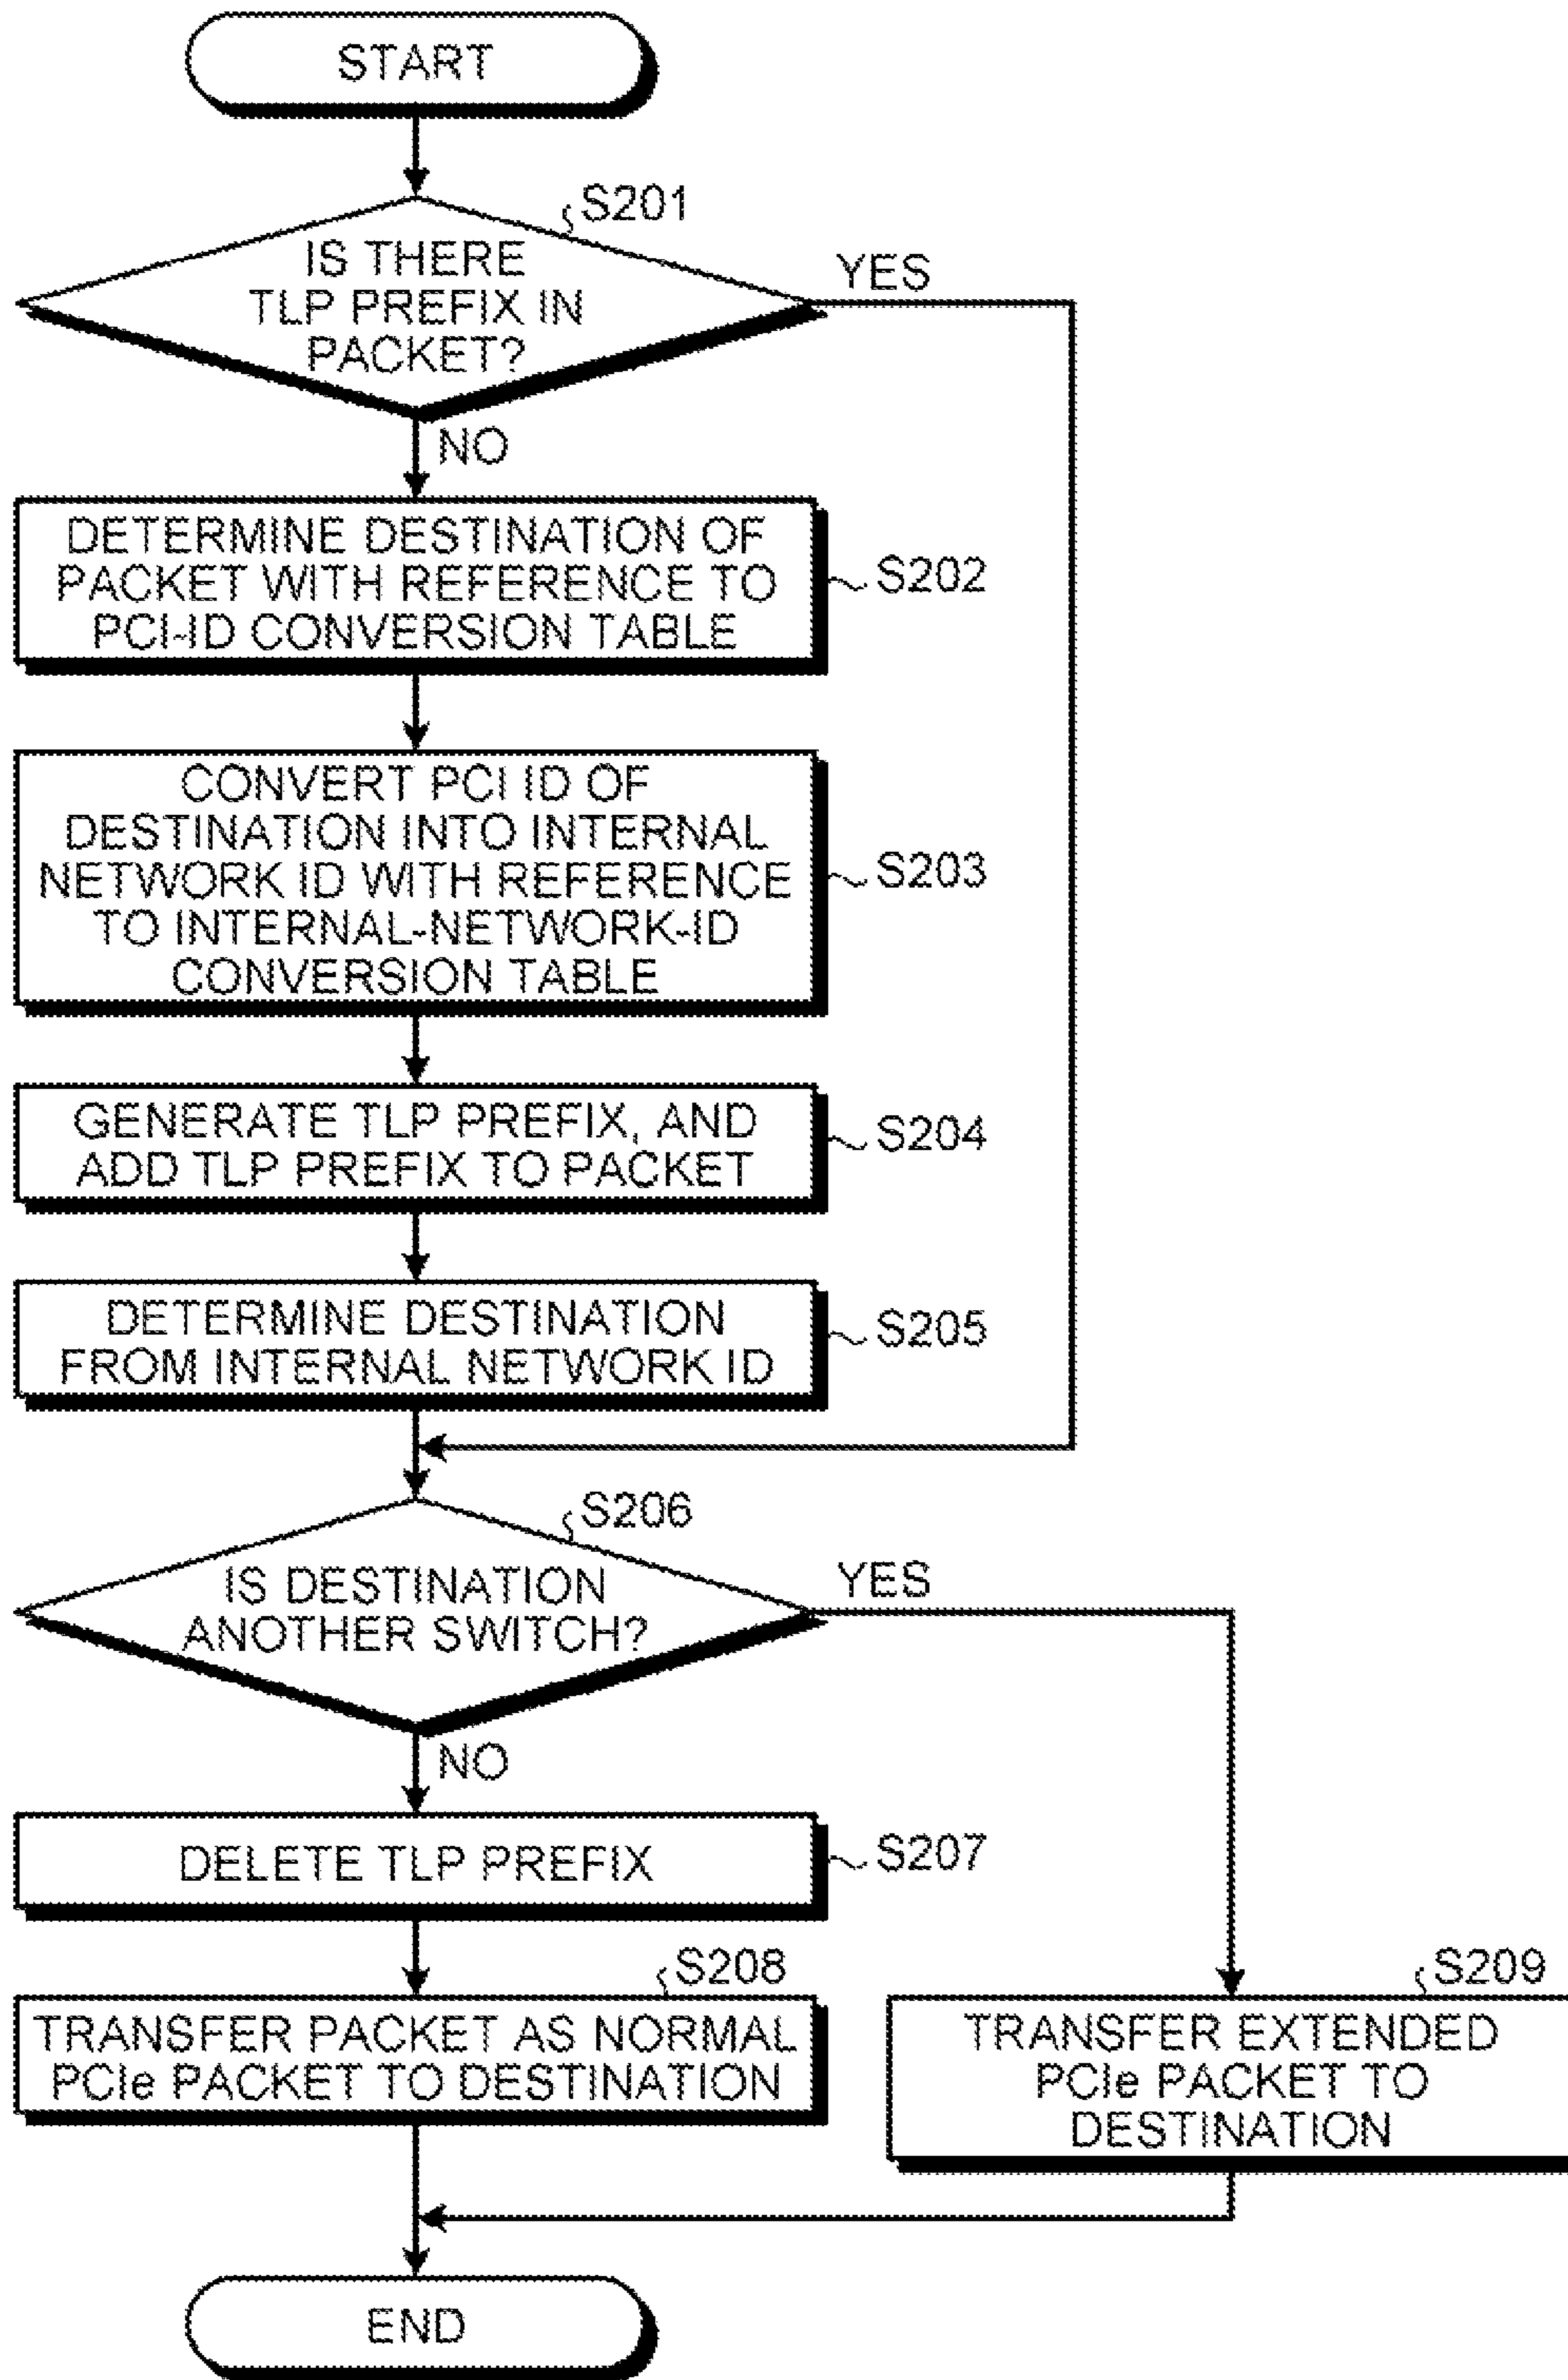 START
S201
IS THERE
TLP PREFIX IN
PACKET?
YES
NO
DETERMINE DESTINATION OF
PACKET WITH REFERENCE TO
PCI-ID CONVERSION TABLE
S202
CONVERT PCI ID OF
DESTINATION INTO INTERNAL
NETWORK ID WITH REFERENCE
TO INTERNAL-NETWORK-ID
CONVERSION TABLE
S203
GENERATE TLP PREFIX, AND
ADD TLP PREFIX TO PACKET
S204
DETERMINE DESTINATION
FROM INTERNAL NETWORK ID
S205
S206
IS DESTINATION
ANOTHER SWITCH?
YES
NO
DELETE TLP PREFIX
S207
S208
TRANSFER PACKET AS NORMAL
PCIe PACKET TO DESTINATION
S209
TRANSFER EXTENDED
PCIe PACKET TO
DESTINATION
END